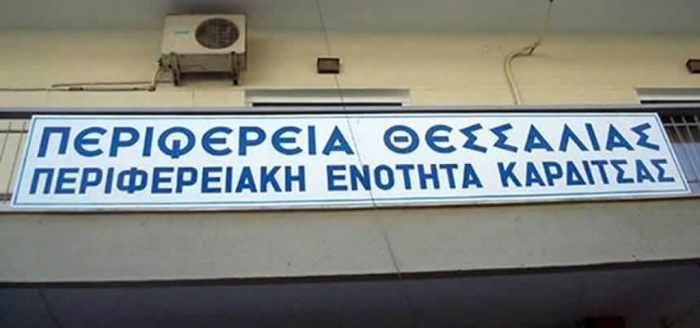 ΠΕΡΙΦΕΡΕΙΑ ΘΕΣΣΑΛΙΑΣ
ΠΕΡΙΦΕΡΕΙΑΚΗ ΕΝΟΤΗΤΑ ΚΑΡΔΙΤΣΑΣ